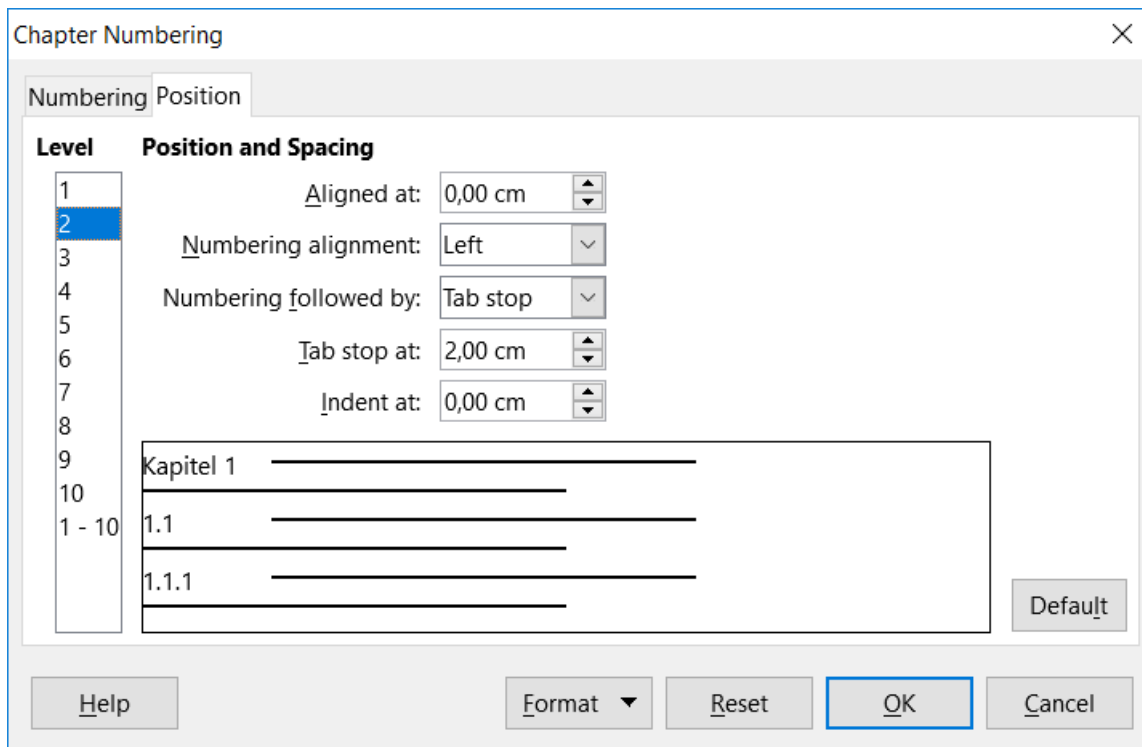 Chapter Numbering
Numbering Position
Level Position and Spacing
1
2
3
4
5
6
7
8
9
10
1 - 10
Aligned at: 0,00 cm
Numbering alignment: Left
Numbering followed by: Tab stop
Tab stop at: 2,00 cm
Indent at: 0,00 cm
Kapitel 1
1.1
1.1.1
Default
Help Format Reset OK Cancel